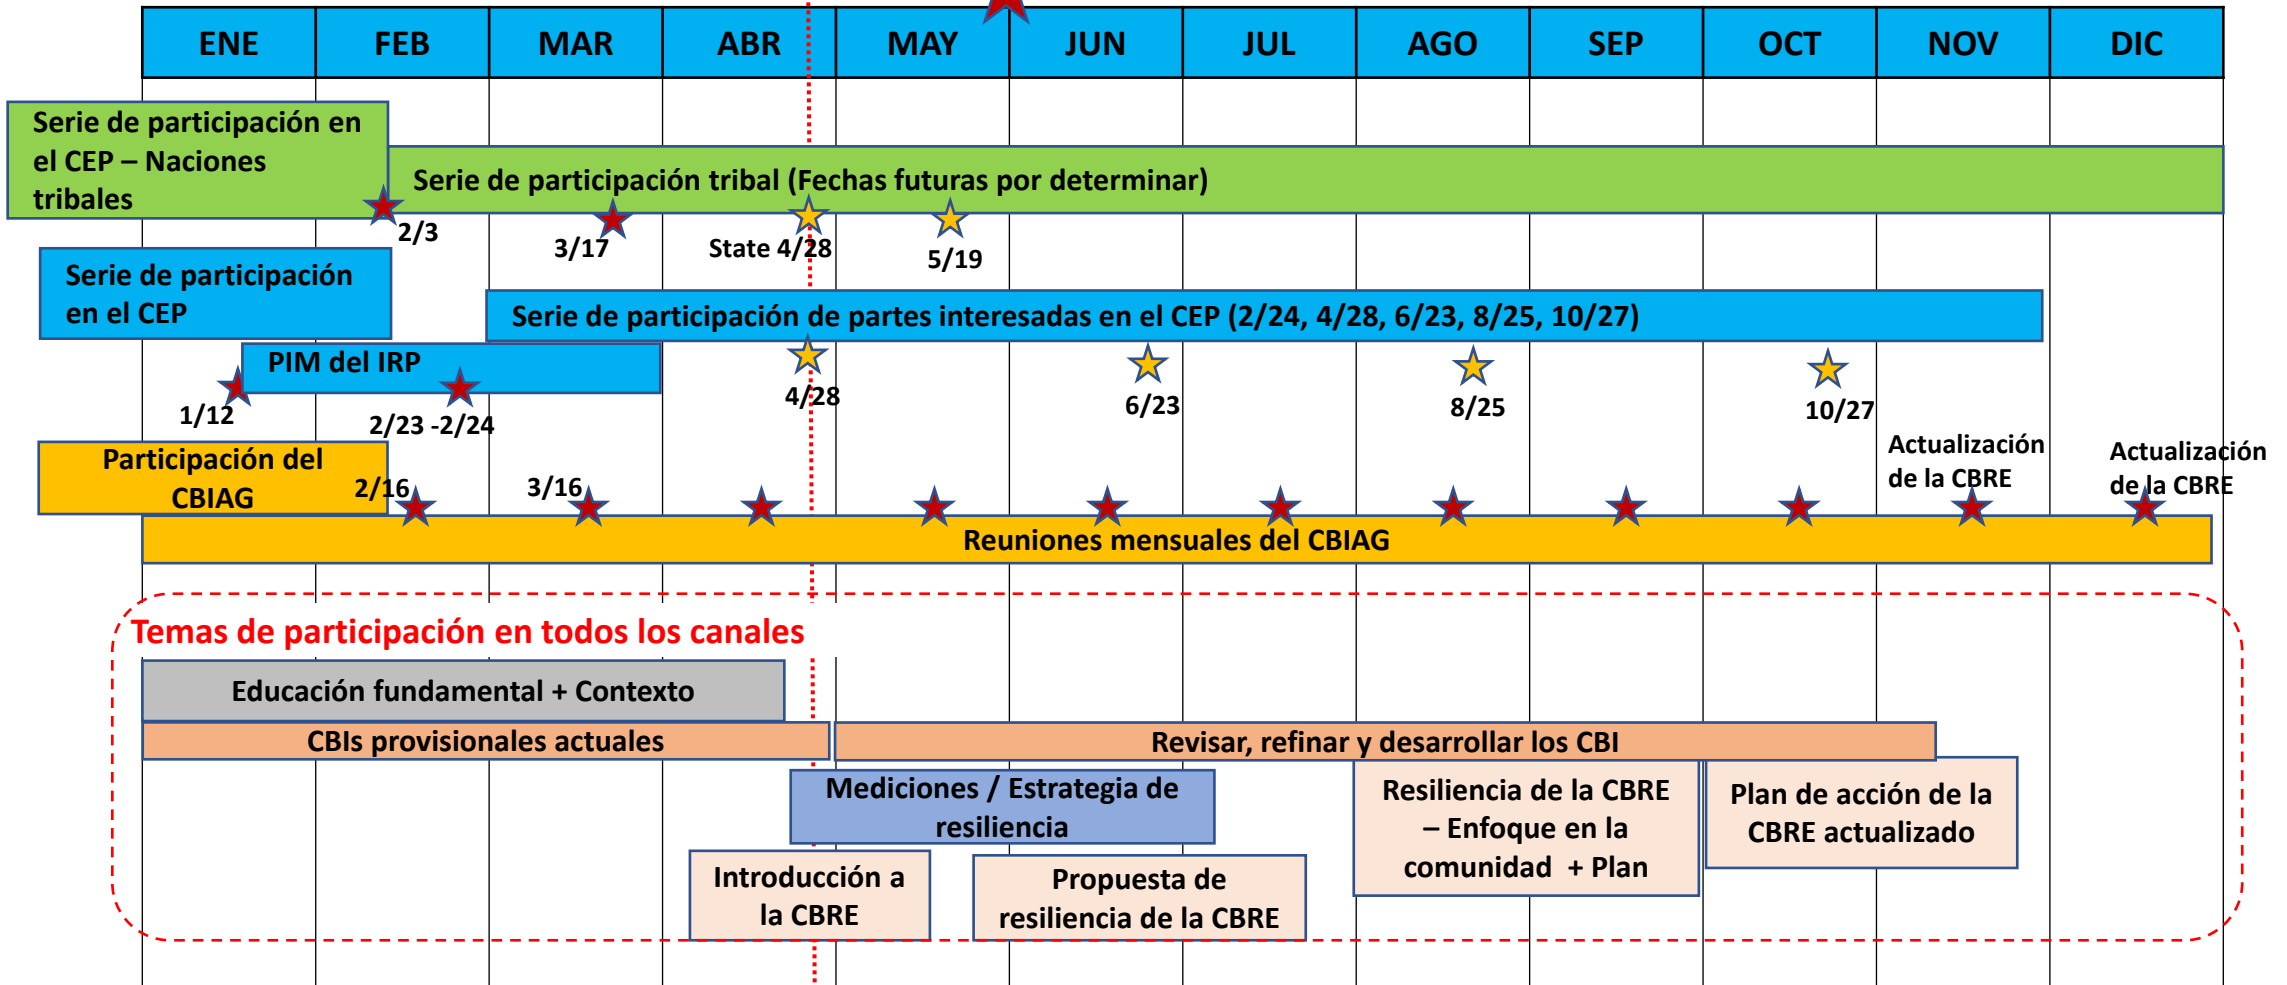 ENE FEB MAR ABR MAY JUN JUL AGO SEP OCT NOV DIC
Serie de participación en
el CEP – Naciones
tribales
Serie de participación tribal (Fechas futuras por determinar)
2/3
3/17
State 4/28
5/19
Serie de participación
en el CEP
Serie de participación de partes interesadas en el CEP (2/24, 4/28, 6/23, 8/25, 10/27)
PIM del IRP
1/12
2/23 -2/24
4/28
6/23
8/25
10/27
Participación del
CBIAG
2/16
3/16
Actualización
de la CBRE
Actualización
de la CBRE
Reuniones mensuales del CBIAG
Temas de participación en todos los canales
Educación fundamental + Contexto
CBIs provisionales actuales
Revisar, refinar y desarrollar los CBI
Mediciones / Estrategia de
resiliencia
Resiliencia de la CBRE
– Enfoque en la
comunidad + Plan
Plan de acción de la
CBRE actualizado
Introducción a
la CBRE
Propuesta de
resiliencia de la CBRE